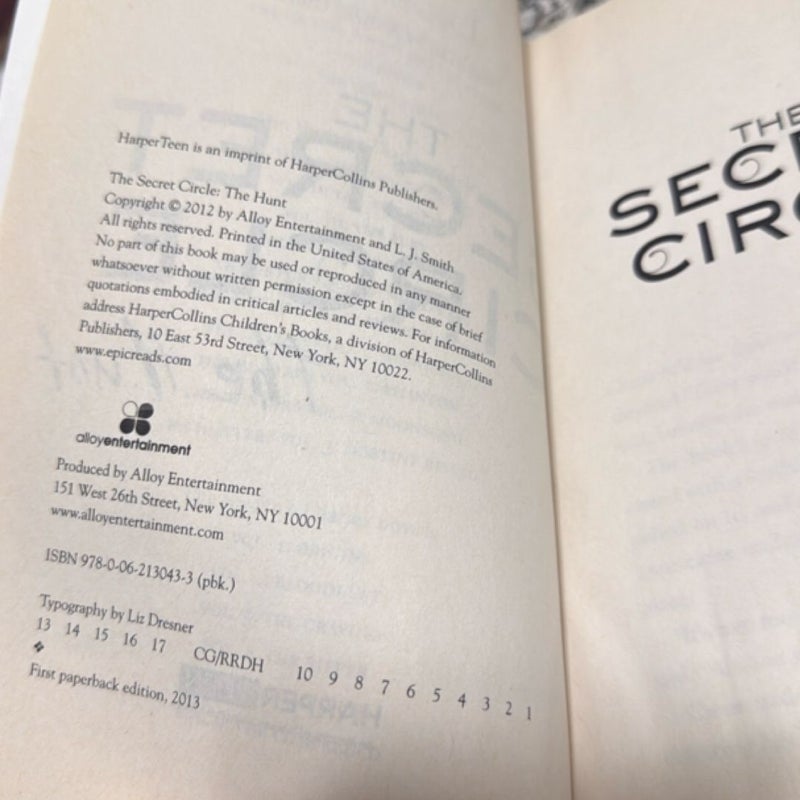 HarperTeen is an imprint of HarperCollins Publishers.
The Secret Circle: The Hunt
Copyright © 2012 by Alloy Entertainment and L. J. Smith
All rights reserved. Printed in the United States of America.
No part of this book may be used or reproduced in any manner
whatsoever without written permission except in the case of brief
quotations embodied in critical articles and reviews. For information
address HarperCollins Children's Books, a division of HarperCollins
Publishers, 10 East 53rd Street, New York, NY 10022.
www.epicreads.com
alloyentertainment
Produced by Alloy Entertainment
151 West 26th Street, New York, NY 10001
www.alloyentertainment.com
ISBN 978-0-06-213043-3 (pbk.)
Typography by Liz Dresner
13 14 15 16 17 CG/RRDH 10 9 8 7 6 5 4 3 2 1
First paperback edition, 2013
THE
SECR
CIRC